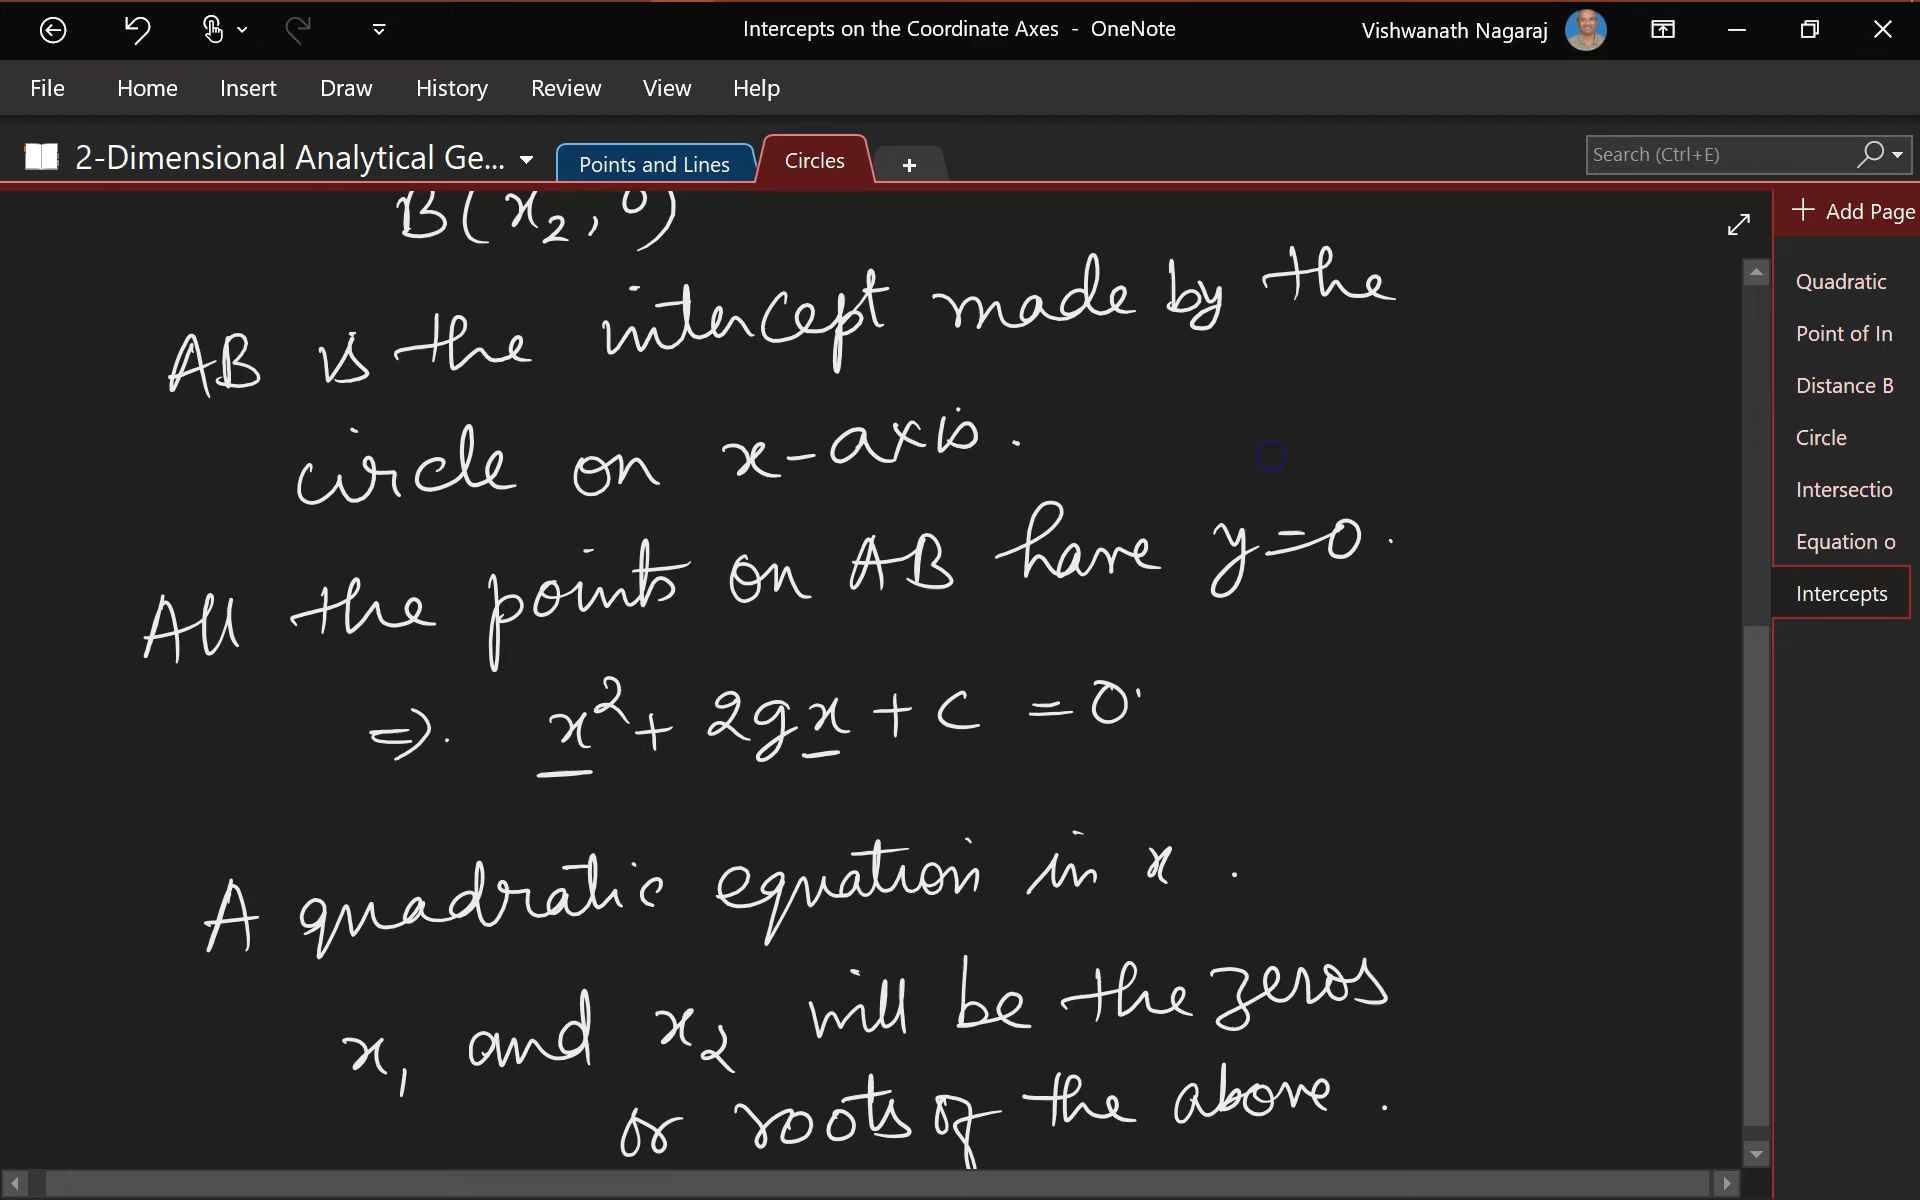 Intercepts on the Coordinate Axes - OneNote
Vishwanath Nagaraj
File Home Insert Draw History Review View Help
2-Dimensional Analytical Ge...
Points and Lines
Circles
+
Search (Ctrl+E)
B(x₂, 0)
AB is the intercept made by the
circle on x-axis.
All the points on AB have y=0.
⇒. x² + 2gx + c = 0.
A quadratic equation in x.
x₁ and x₂ will be the zeros
or roots of the above.
+ Add Page
Quadratic
Point of In
Distance B
Circle
Intersectio
Equation o
Intercepts